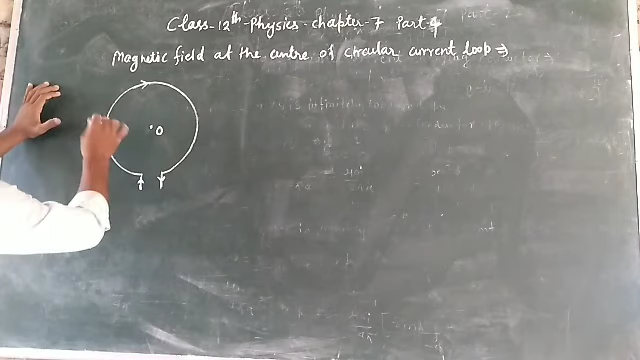 Class-12th-Physics-chapter-7 Part 4
Magnetic field at the centre of circular current loop ⇒
O